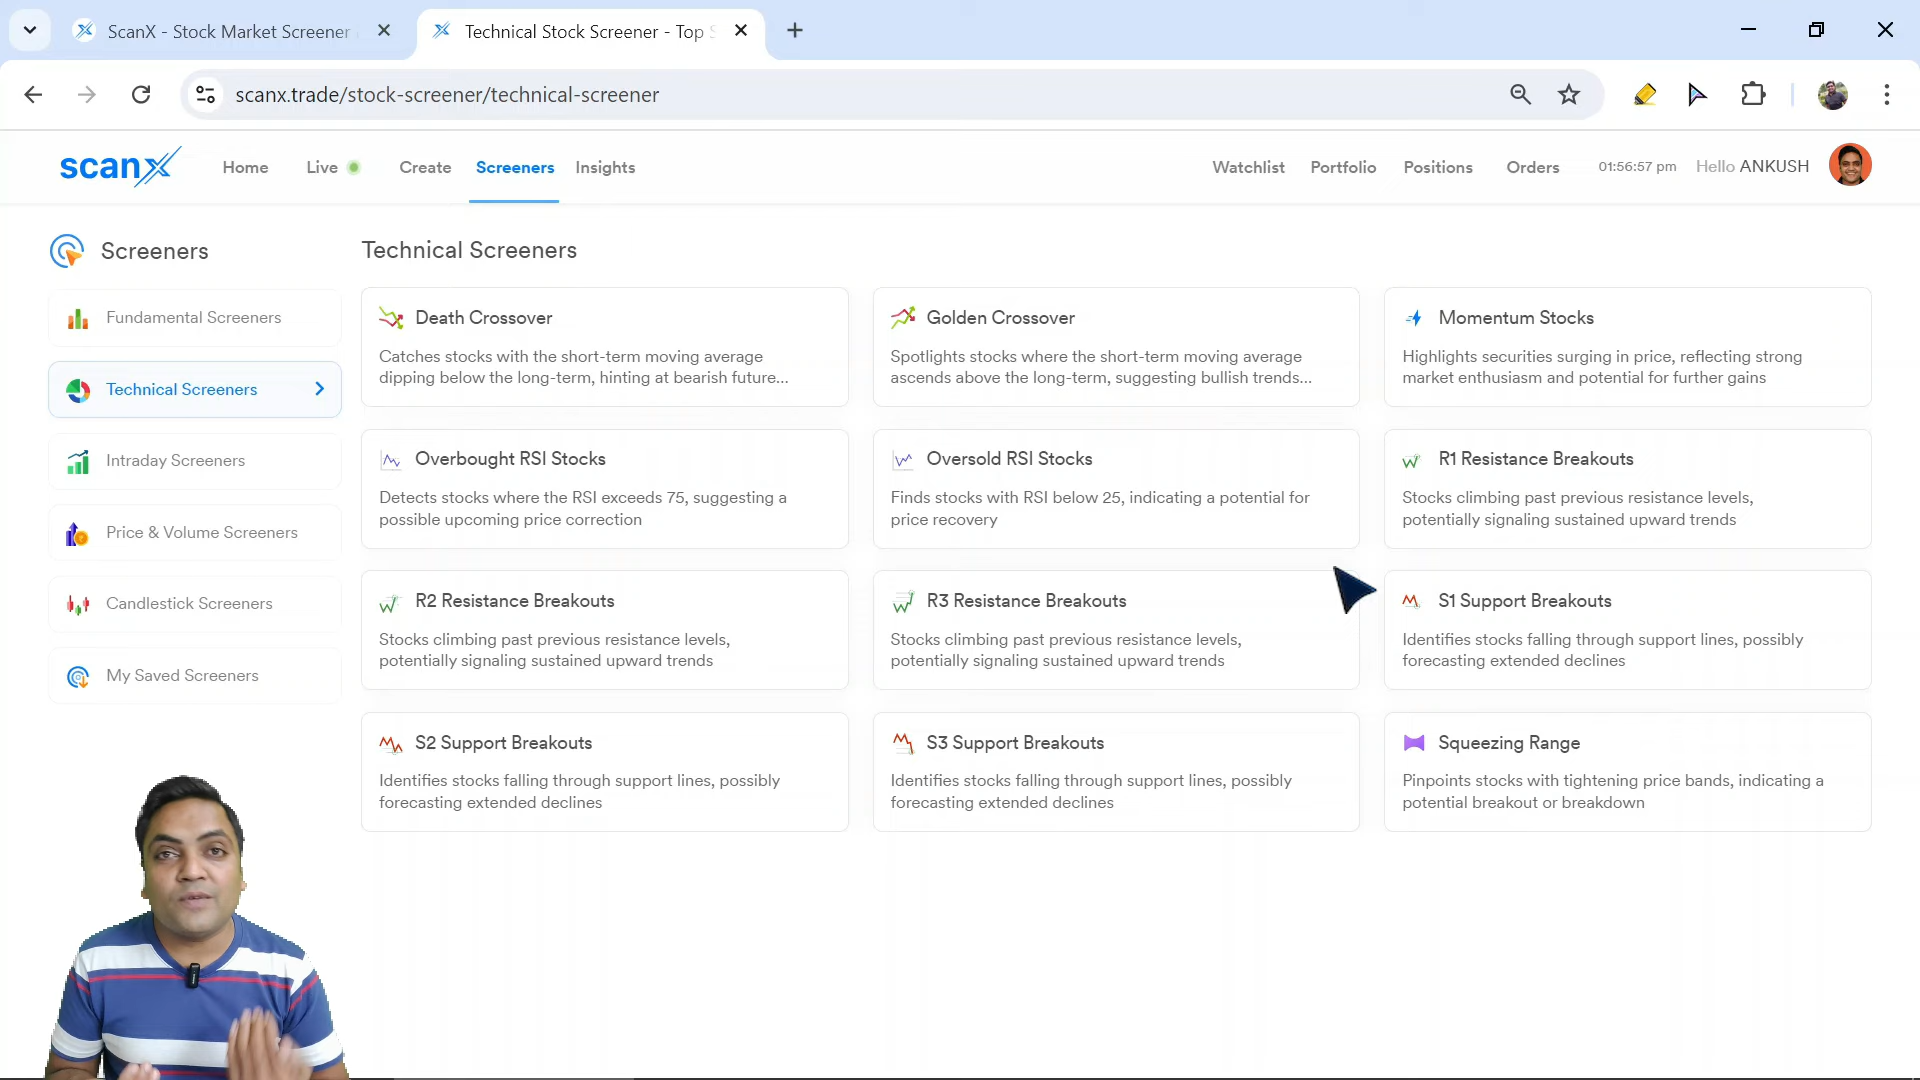 ScanX - Stock Market Screener
Technical Stock Screener - Top S
scanx.trade/stock-screener/technical-screener
scanx
Home
Live
Create
Screeners
Insights
Watchlist
Portfolio
Positions
Orders
01:56:57 pm
Hello ANKUSH
Screeners
Fundamental Screeners
Technical Screeners
Intraday Screeners
Price & Volume Screeners
Candlestick Screeners
My Saved Screeners
Technical Screeners
Death Crossover
Catches stocks with the short-term moving average
dipping below the long-term, hinting at bearish future...
Golden Crossover
Spotlights stocks where the short-term moving average
ascends above the long-term, suggesting bullish trends...
Momentum Stocks
Highlights securities surging in price, reflecting strong
market enthusiasm and potential for further gains
Overbought RSI Stocks
Detects stocks where the RSI exceeds 75, suggesting a
possible upcoming price correction
Oversold RSI Stocks
Finds stocks with RSI below 25, indicating a potential for
price recovery
R1 Resistance Breakouts
Stocks climbing past previous resistance levels,
potentially signaling sustained upward trends
R2 Resistance Breakouts
Stocks climbing past previous resistance levels,
potentially signaling sustained upward trends
R3 Resistance Breakouts
Stocks climbing past previous resistance levels,
potentially signaling sustained upward trends
S1 Support Breakouts
Identifies stocks falling through support lines, possibly
forecasting extended declines
S2 Support Breakouts
Identifies stocks falling through support lines, possibly
forecasting extended declines
S3 Support Breakouts
Identifies stocks falling through support lines, possibly
forecasting extended declines
Squeezing Range
Pinpoints stocks with tightening price bands, indicating a
potential breakout or breakdown